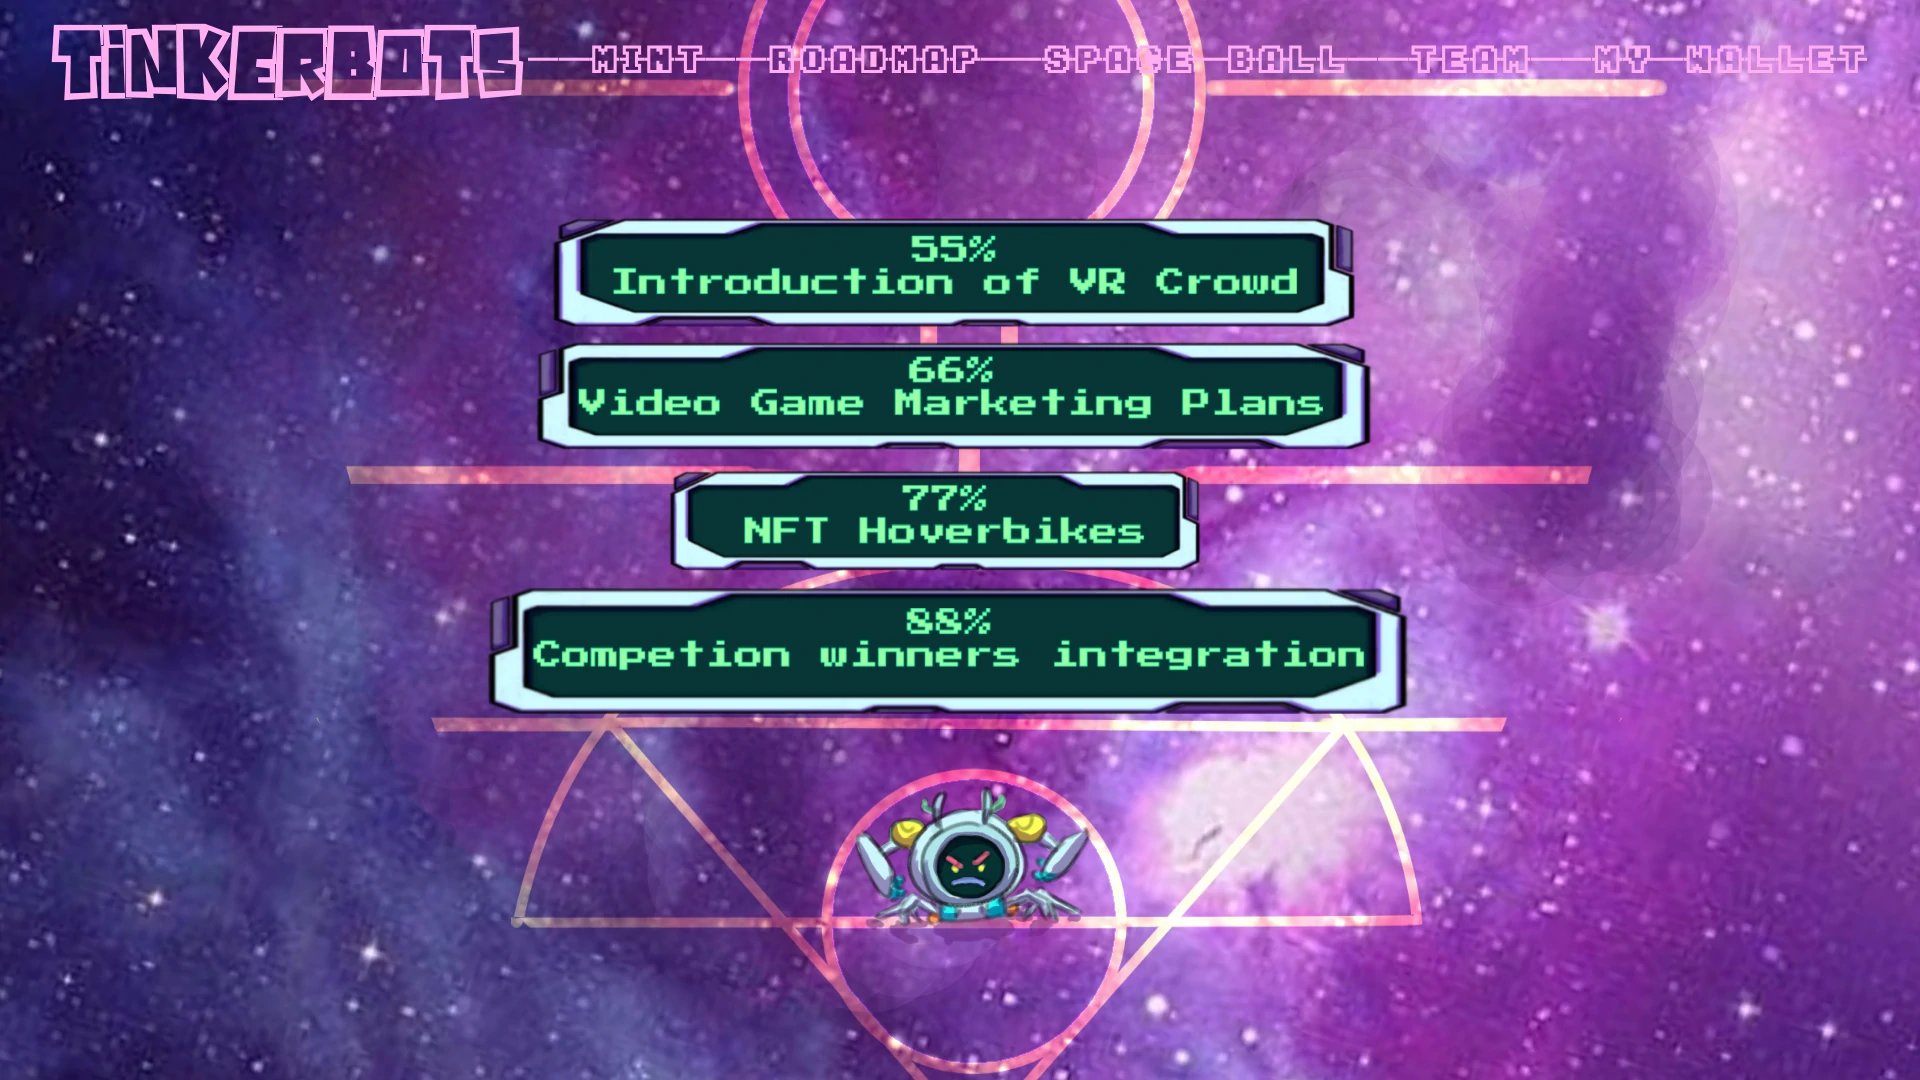 TiNKERBOTS
MINT ROADMAP SPACE BALL TEAM MY WALLET
55%
Introduction of VR Crowd
66%
Video Game Marketing Plans
77%
NFT Hoverbikes
88%
Competion winners integration